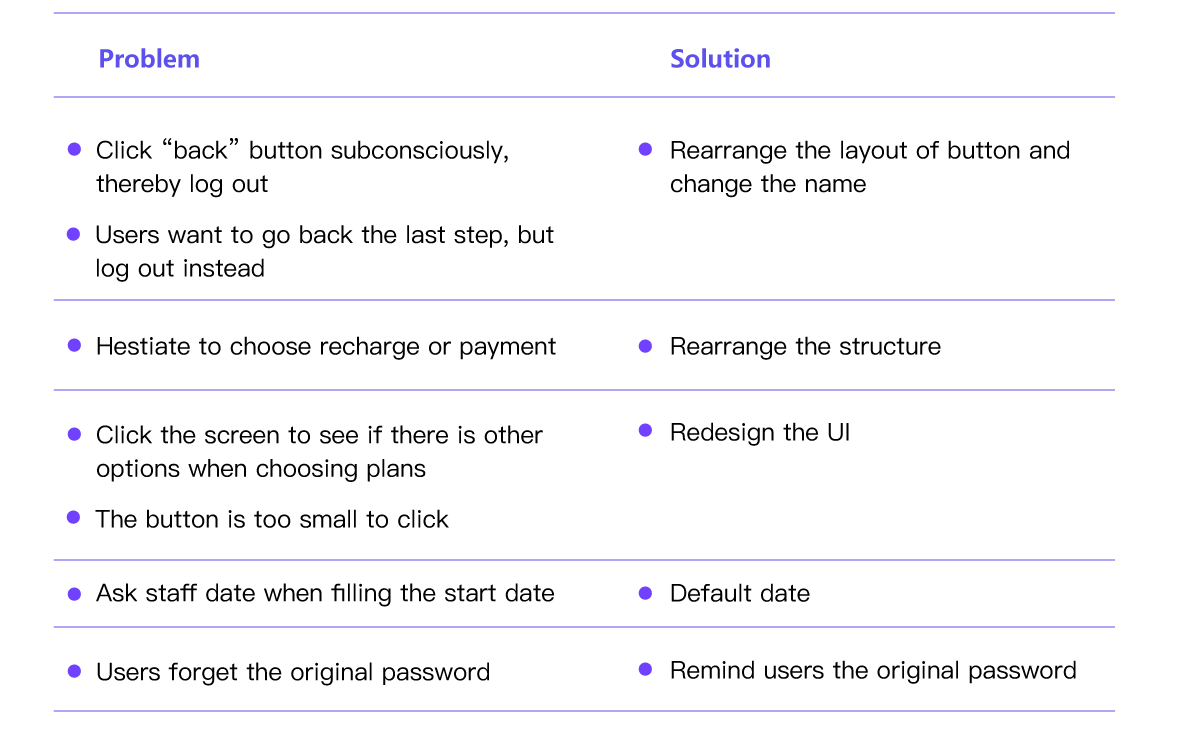 Problem
Solution
Click “back” button subconsciously,
thereby log out
Users want to go back the last step, but
log out instead
Rearrange the layout of button and
change the name
Hestiate to choose recharge or payment
Rearrange the structure
Click the screen to see if there is other
options when choosing plans
The button is too small to click
Redesign the UI
Ask staff date when filling the start date
Default date
Users forget the original password
Remind users the original password